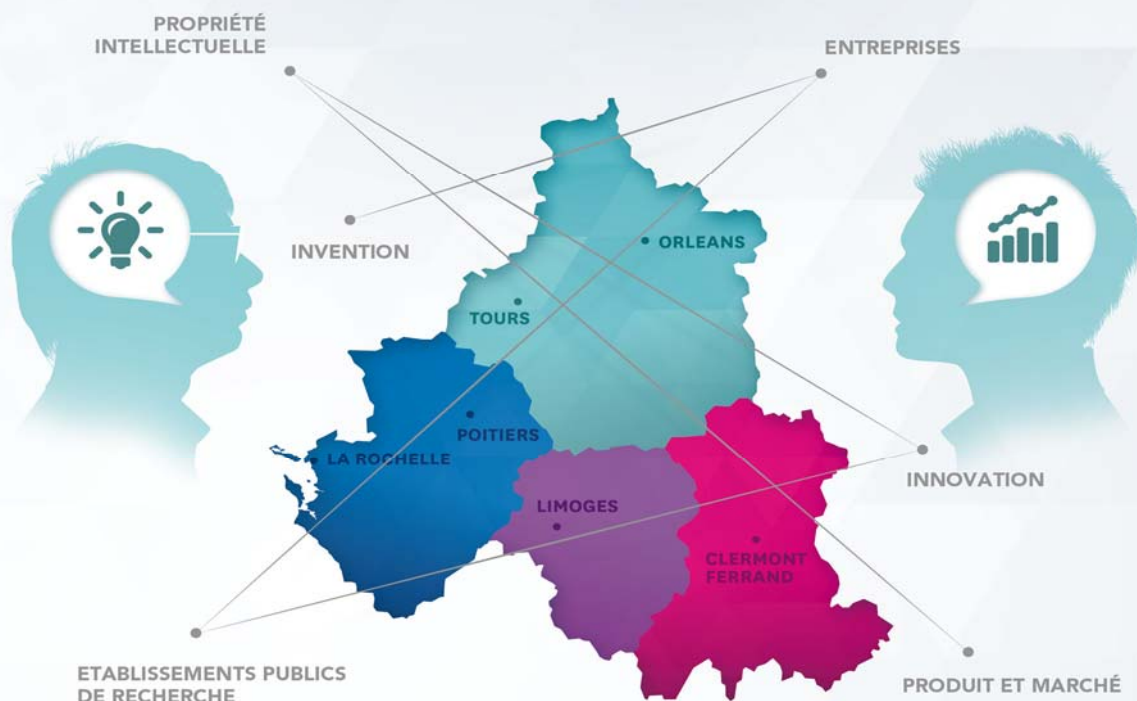 PROPRIÉTÉ
INTELLECTUELLE
ENTREPRISES
INVENTION
ORLEANS
TOURS
POITIERS
LA ROCHELLE
LIMOGES
INNOVATION
CLERMONT
FERRAND
ETABLISSEMENTS PUBLICS
DE RECHERCHE
PRODUIT ET MARCHÉ